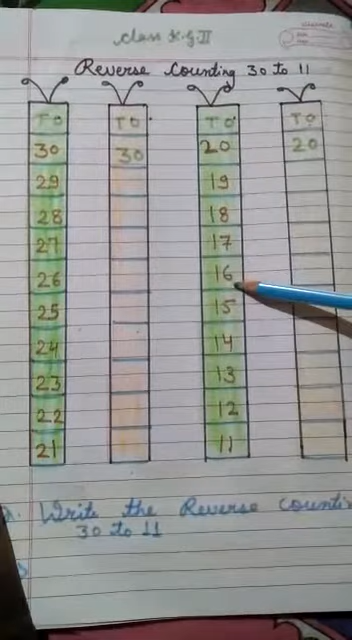 class K.G II
Reverse Counting 30 to 11
T O T O T O T O
30 30 20 20
29 19
28 18
27 17
26 16
25 15
24 14
23 13
22 12
21 11
Write the Reverse counti
30 to 11